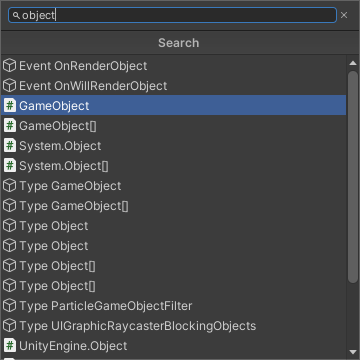 object
Search
Event OnRenderObject
Event OnWillRenderObject
GameObject
GameObject[]
System.Object
System.Object[]
Type GameObject
Type GameObject[]
Type Object
Type Object
Type Object[]
Type Object[]
Type ParticleGameObjectFilter
Type UIGraphicRaycasterBlockingObjects
UnityEngine.Object